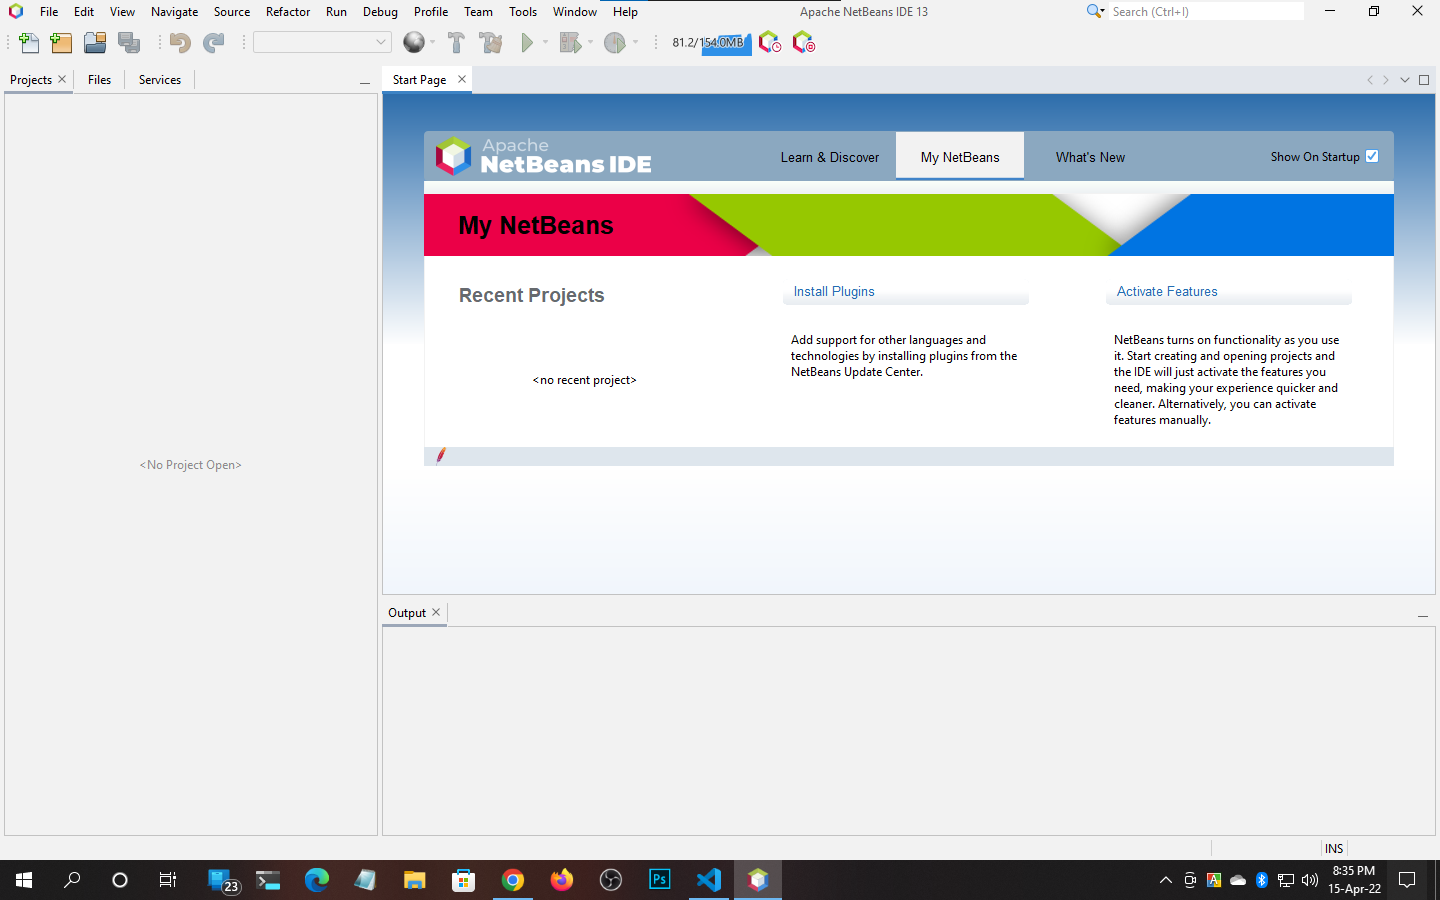 File Edit View Navigate Source Refactor Run Debug Profile Team Tools Window Help
Apache NetBeans IDE 13
Search (Ctrl+I)
81.2/154.0MB
Projects Files Services
Start Page
Apache
NetBeans IDE
Learn & Discover My NetBeans What's New Show On Startup
My NetBeans
Recent Projects
<no recent project>
Install Plugins
Add support for other languages and
technologies by installing plugins from the
NetBeans Update Center.
Activate Features
NetBeans turns on functionality as you use
it. Start creating and opening projects and
the IDE will just activate the features you
need, making your experience quicker and
cleaner. Alternatively, you can activate
features manually.
<No Project Open>
Output
INS
23
Ps
A
8:35 PM
15-Apr-22